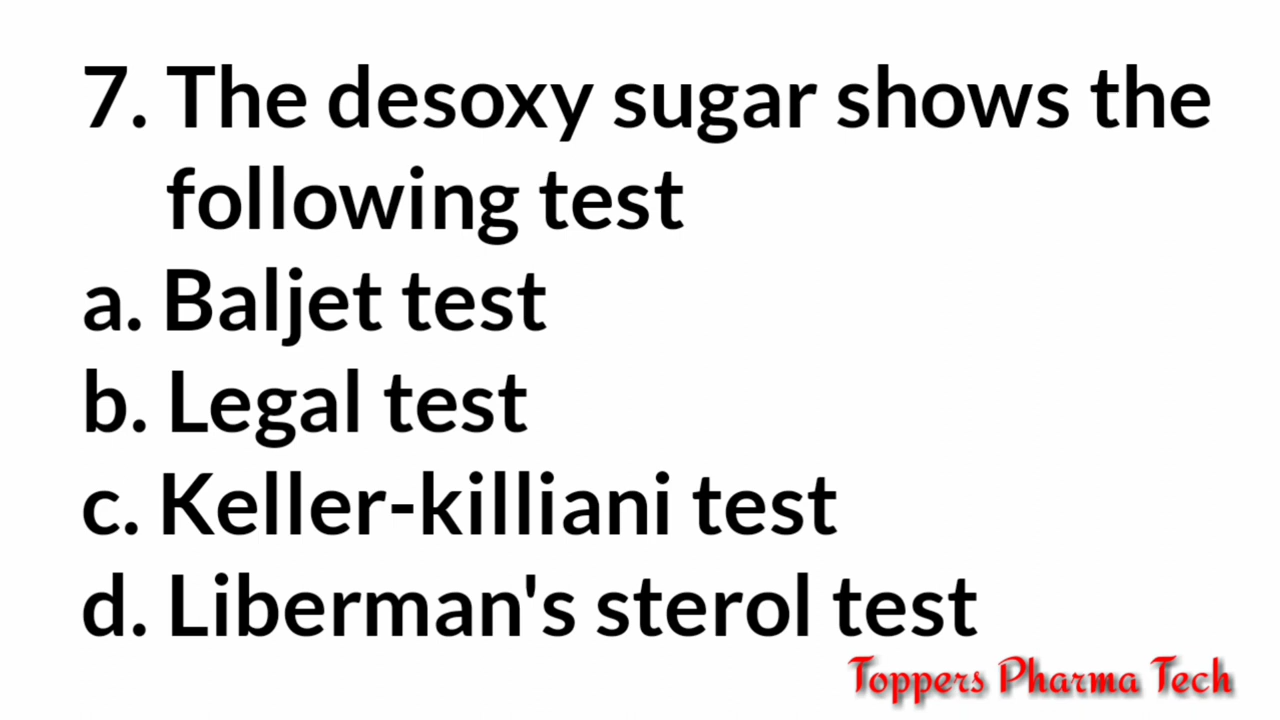 7. The desoxy sugar shows the
following test
a. Baljet test
b. Legal test
c. Keller-killiani test
d. Liberman's sterol test
Toppers Pharma Tech